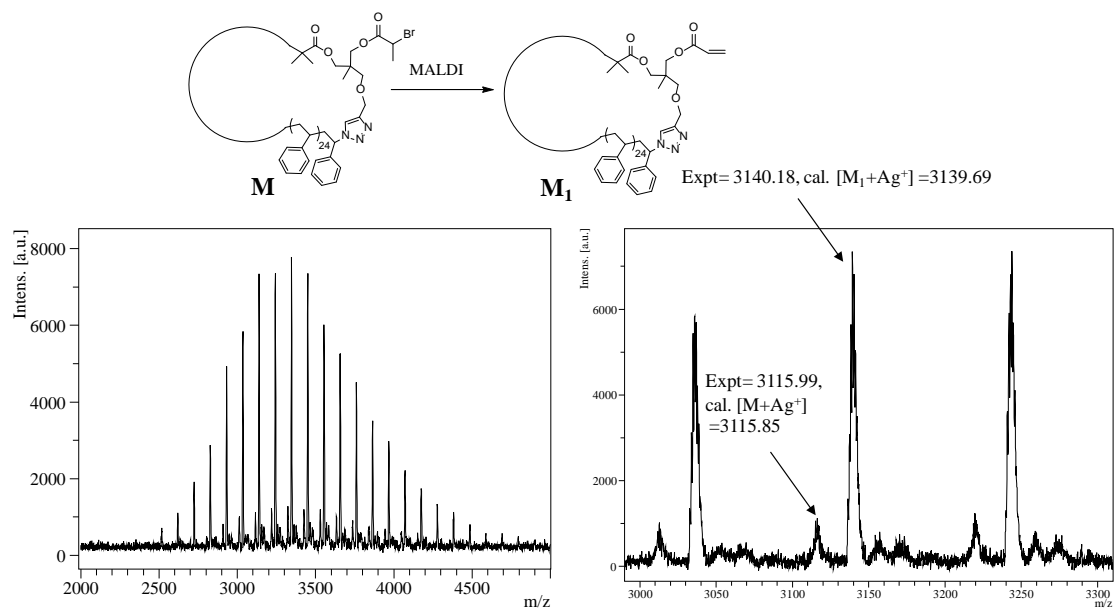 O
O
Br
O
O
MALDI
O
O
O
O
O
O
N
N
N
24
N
N
N
24
M
M₁
Expt= 3140.18, cal. [M₁+Ag⁺] =3139.69
Intens. [a.u.]
8000
6000
4000
2000
0
2000
2500
3000
3500
4000
4500
m/z
Intens. [a.u.]
6000
4000
2000
0
Expt= 3115.99,
cal. [M+Ag⁺]
=3115.85
3000
3050
3100
3150
3200
3250
3300
m/z